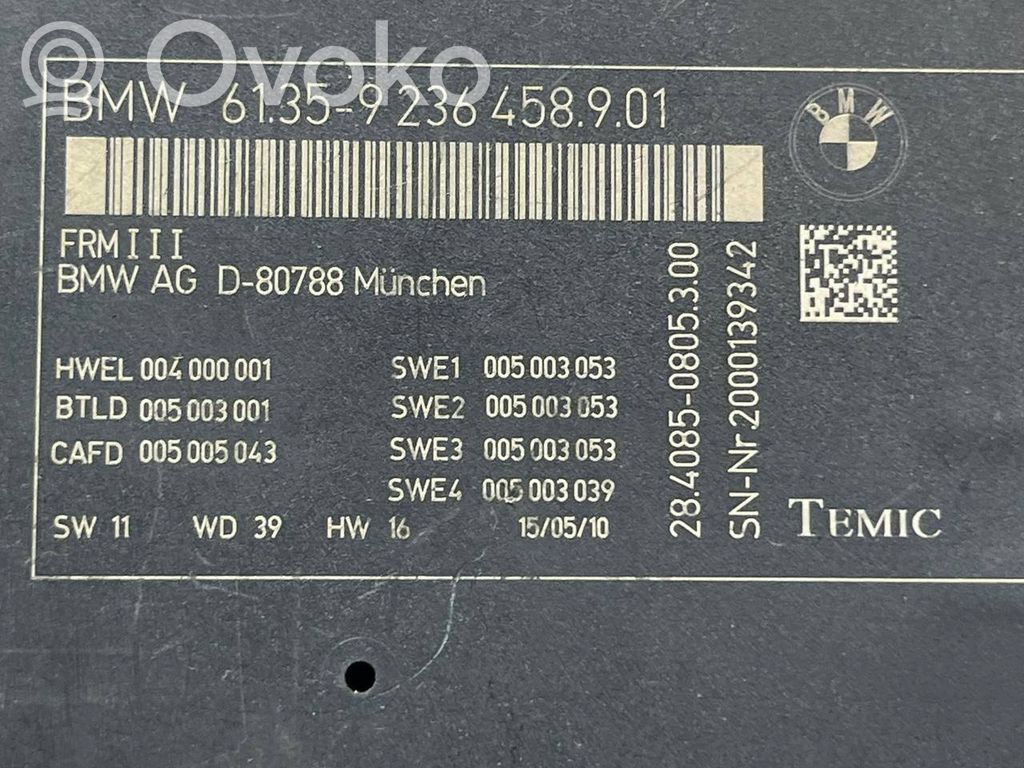 Ovoko
BMW 61.35-9 236 458.9.01
BMW
FRM III
BMW AG D-80788 München
HWEL 004 000 001 SWE1 005 003 053
BTLD 005 003 001 SWE2 005 003 053
CAFD 005 005 043 SWE3 005 003 053
SWE4 005 003 039
SW 11 WD 39 HW 16 15/05/10
28.4085-0805.3.00
SN-Nr.2000139342
TEMIC